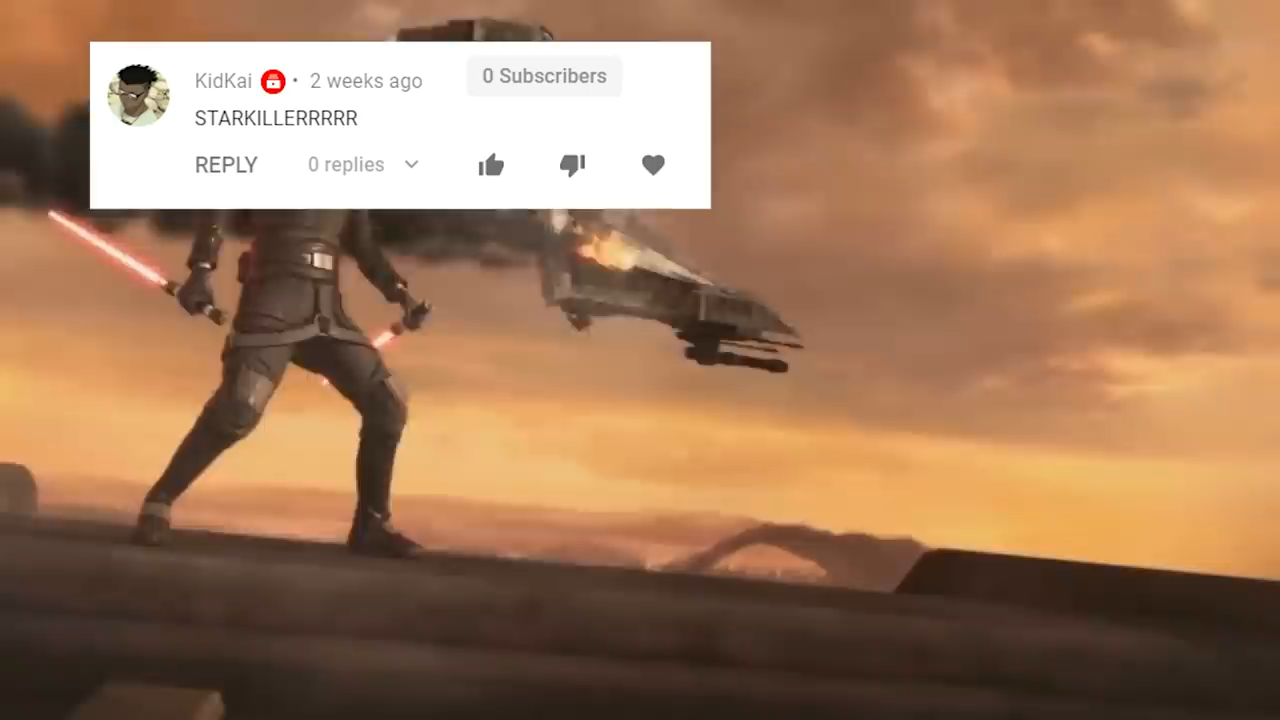 KidKai • 2 weeks ago
0 Subscribers
STARKILLERRRRR
REPLY 0 replies